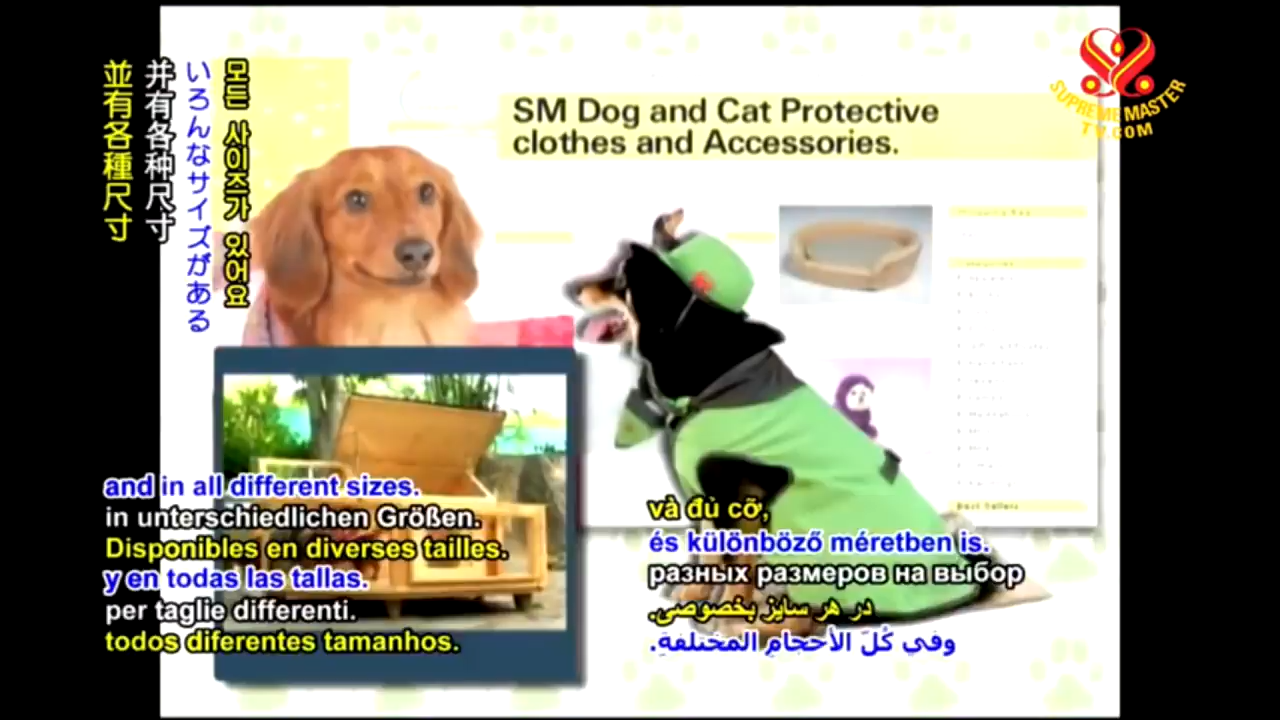 SM Dog and Cat Protective
clothes and Accessories.
SUPREME MASTER
TV.COM
並有各種尺寸
并有各种尺寸
いろんなサイズがある
모든 사이즈가 있어요
and in all different sizes.
in unterschiedlichen Größen.
Disponibles en diverses tailles.
y en todas las tallas.
per taglie differenti.
todos diferentes tamanhos.
và đủ cỡ,
és különböző méretben is.
разных размеров на выбор
در هر سایز بخصوصی.
وفي كُلّ الأحجامِ المختلفةِ.
Best Sellers